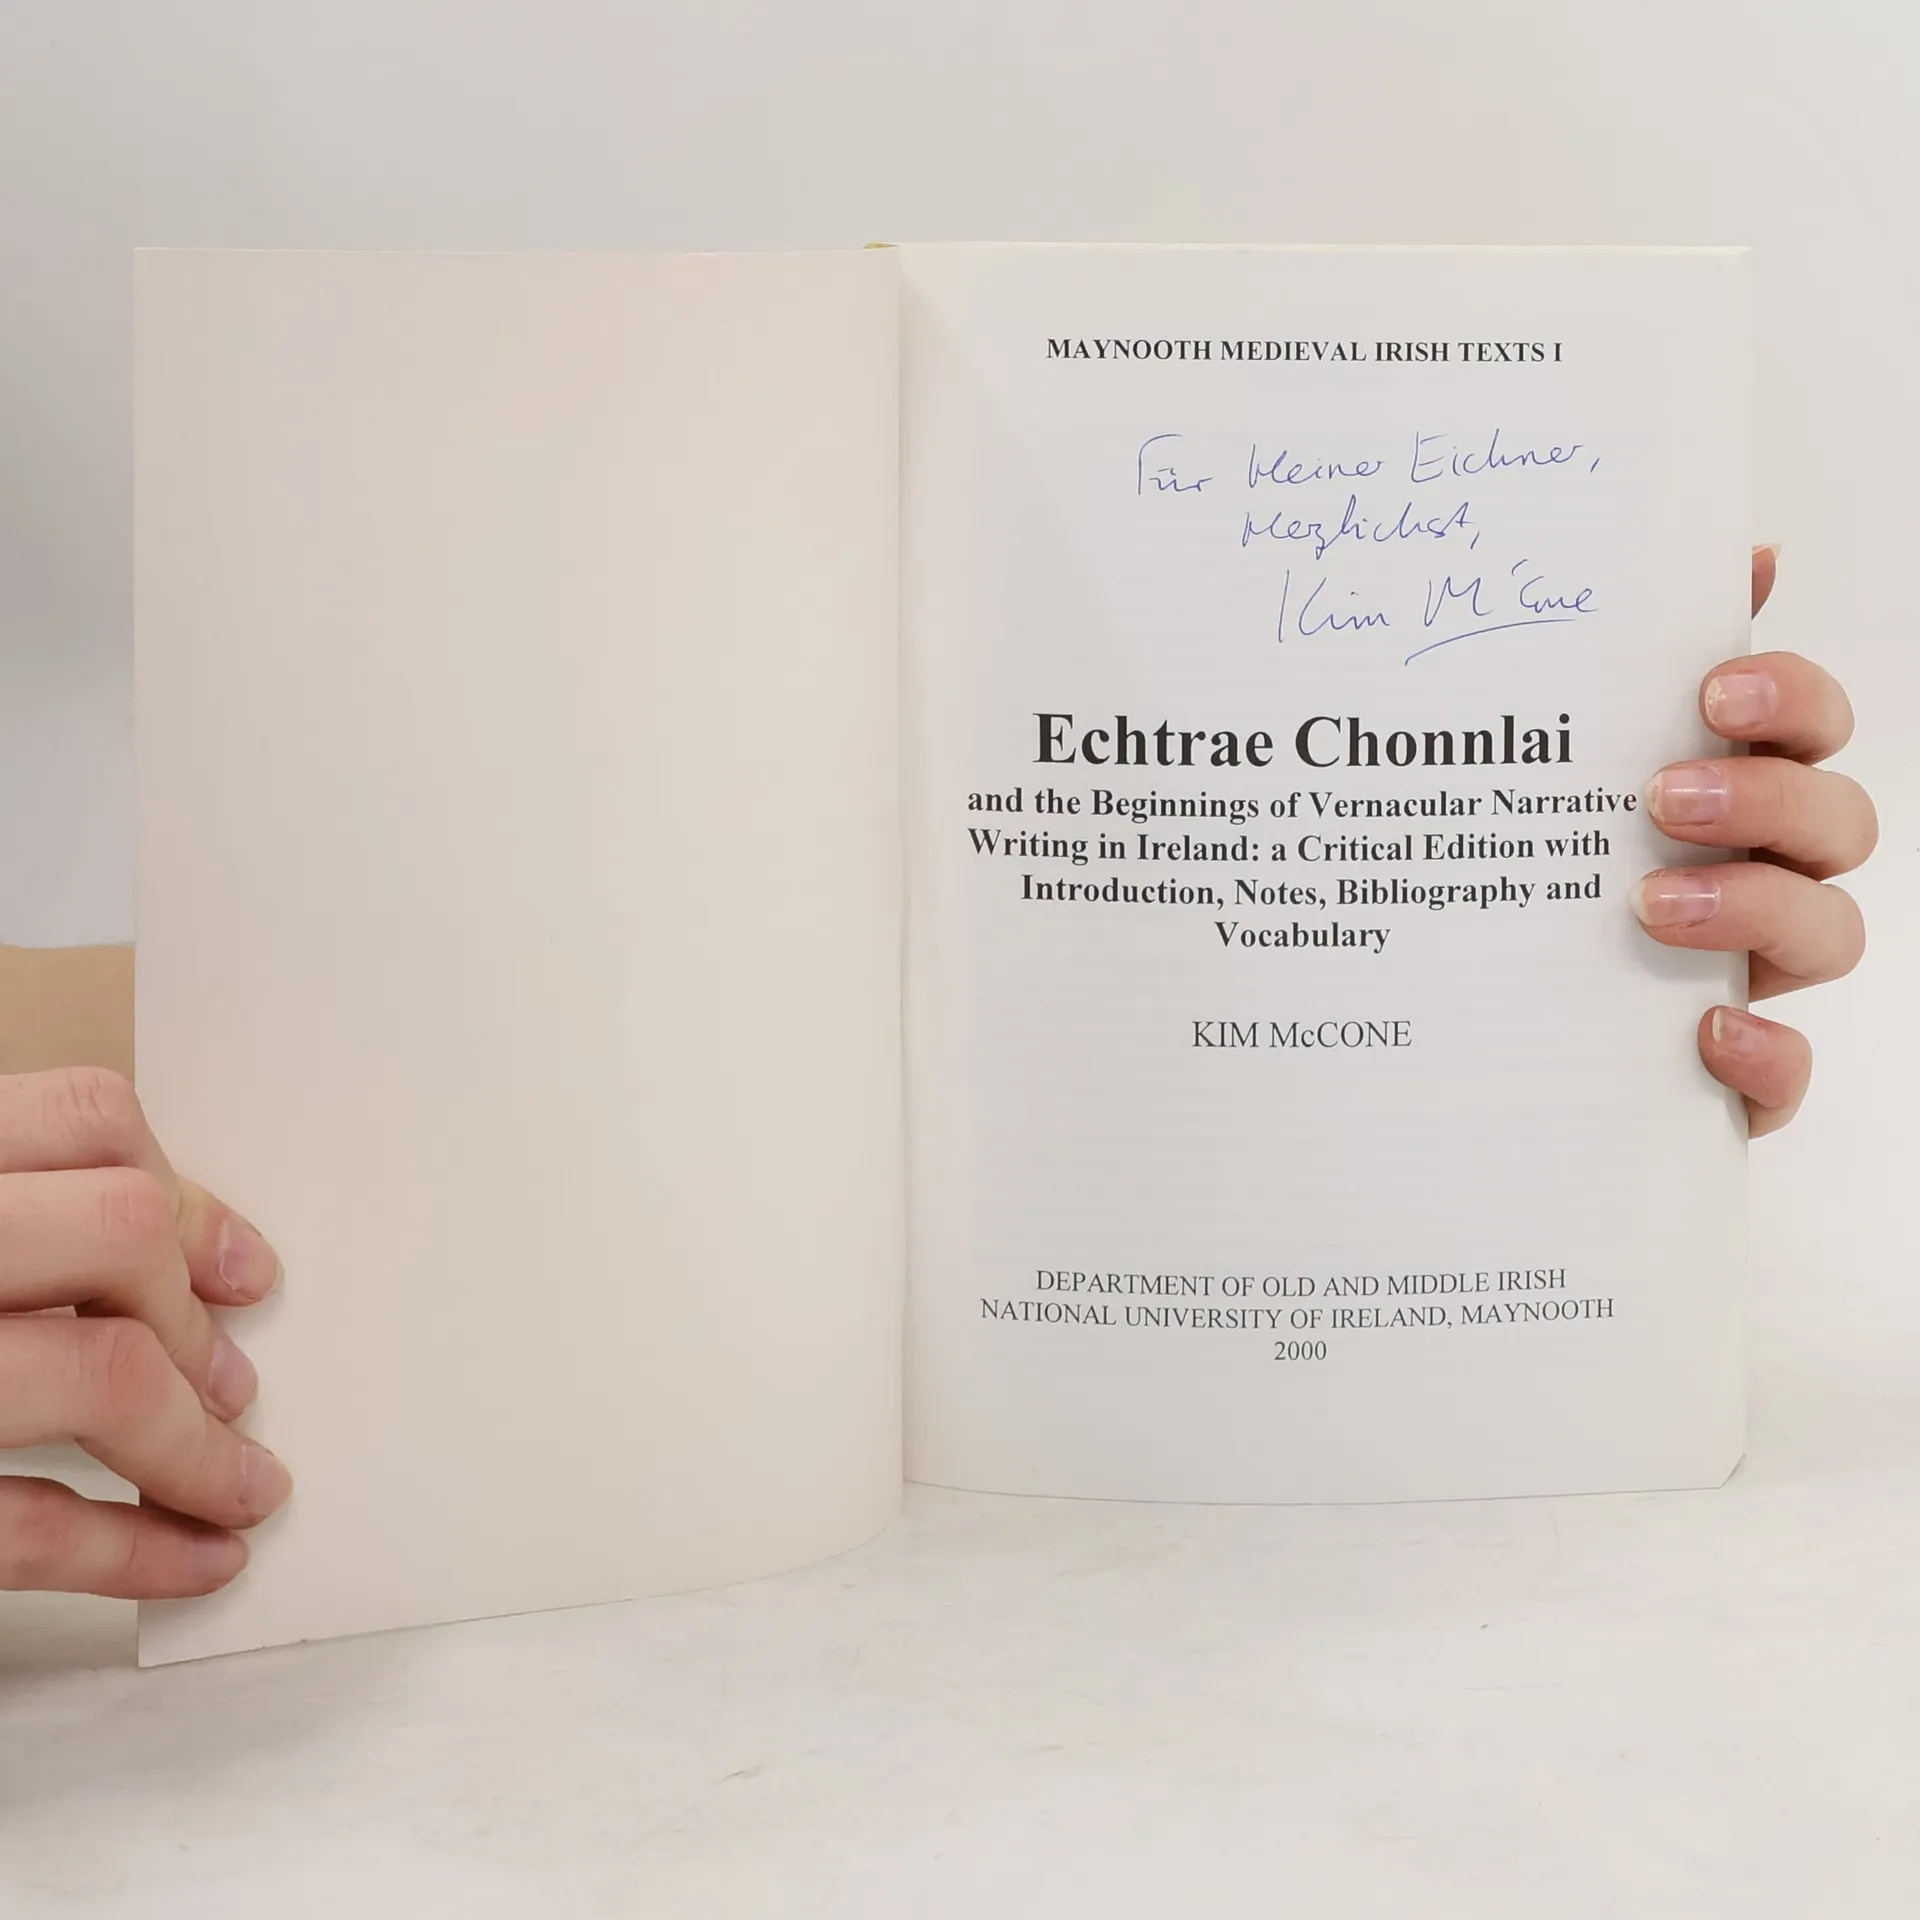 MAYNOOTH MEDIEVAL IRISH TEXTS I
Für Heiner Eichner,
Herzlichst,
Kim McCone
Echtrae Chonnlai
and the Beginnings of Vernacular Narrative
Writing in Ireland: a Critical Edition with
Introduction, Notes, Bibliography and
Vocabulary
KIM McCONE
DEPARTMENT OF OLD AND MIDDLE IRISH
NATIONAL UNIVERSITY OF IRELAND, MAYNOOTH
2000